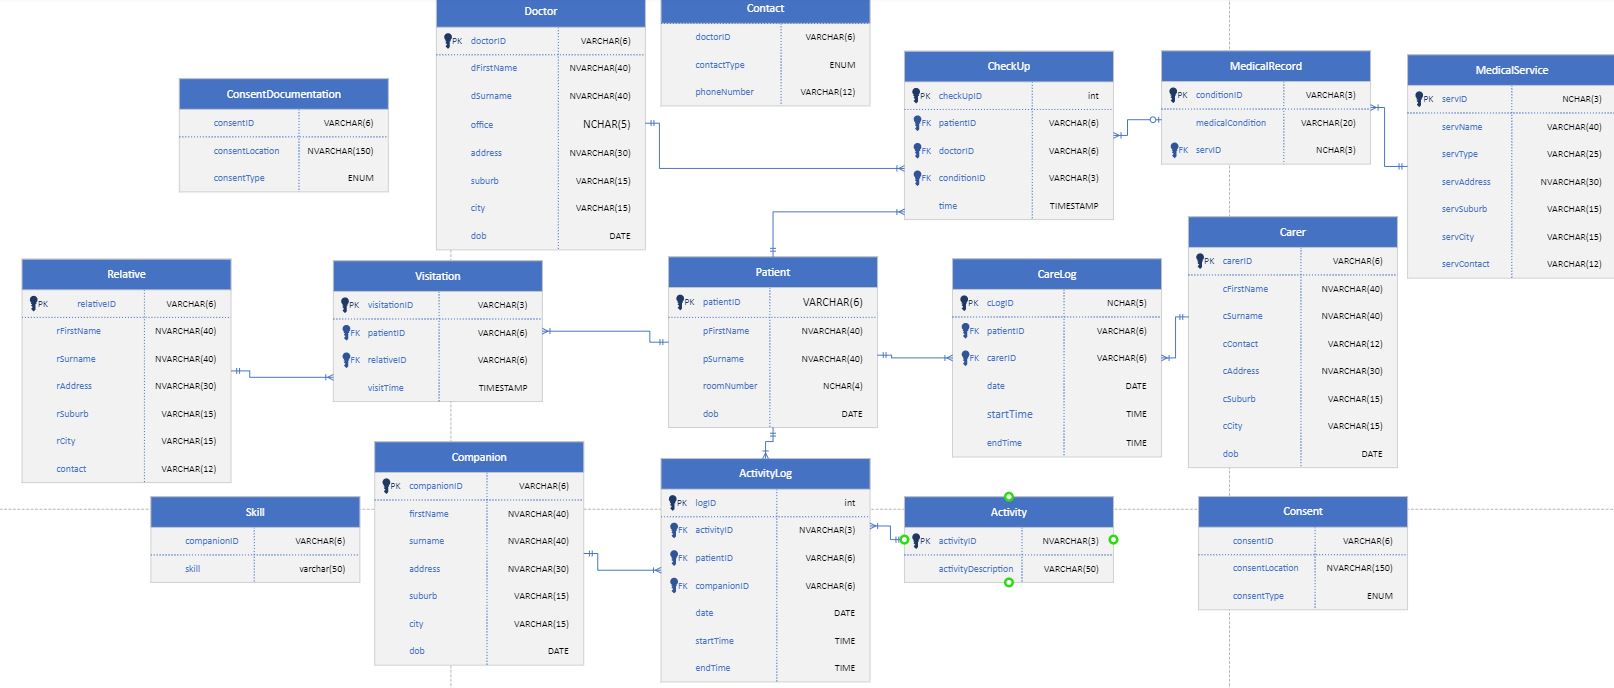 Doctor
PK doctorID VARCHAR(6)
dFirstName NVARCHAR(40)
dSurname NVARCHAR(40)
office NCHAR(5)
address NVARCHAR(30)
suburb VARCHAR(15)
city VARCHAR(15)
dob DATE
Contact
doctorID VARCHAR(6)
contactType ENUM
phoneNumber VARCHAR(12)
ConsentDocumentation
consentID VARCHAR(6)
consentLocation NVARCHAR(150)
consentType ENUM
CheckUp
PK checkUpID int
FK patientID VARCHAR(6)
FK doctorID VARCHAR(6)
FK conditionID VARCHAR(3)
time TIMESTAMP
MedicalRecord
PK conditionID VARCHAR(3)
medicalCondition VARCHAR(20)
FK servID NCHAR(3)
MedicalService
PK servID NCHAR(3)
servName VARCHAR(40)
servType VARCHAR(25)
servAddress NVARCHAR(30)
servSuburb VARCHAR(15)
servCity VARCHAR(15)
servContact VARCHAR(12)
Relative
PK relativeID VARCHAR(6)
rFirstName NVARCHAR(40)
rSurname NVARCHAR(40)
rAddress NVARCHAR(30)
rSuburb VARCHAR(15)
rCity VARCHAR(15)
contact VARCHAR(12)
Visitation
PK visitationID VARCHAR(3)
FK patientID VARCHAR(6)
FK relativeID VARCHAR(6)
visitTime TIMESTAMP
Patient
PK patientID VARCHAR(6)
pFirstName NVARCHAR(40)
pSurname NVARCHAR(40)
roomNumber NCHAR(4)
dob DATE
CareLog
PK cLogID NCHAR(5)
FK patientID VARCHAR(6)
FK carerID VARCHAR(6)
date DATE
startTime TIME
endTime TIME
Carer
PK carerID VARCHAR(6)
cFirstName NVARCHAR(40)
cSurname NVARCHAR(40)
cContact VARCHAR(12)
cAddress NVARCHAR(30)
cSuburb VARCHAR(15)
cCity VARCHAR(15)
dob DATE
Skill
companionID VARCHAR(6)
skill varchar(50)
Companion
PK companionID VARCHAR(6)
firstName NVARCHAR(40)
surname NVARCHAR(40)
address NVARCHAR(30)
suburb VARCHAR(15)
city VARCHAR(15)
dob DATE
ActivityLog
PK logID int
FK activityID NVARCHAR(3)
FK patientID VARCHAR(6)
FK companionID VARCHAR(6)
date DATE
startTime TIME
endTime TIME
Activity
PK activityID NVARCHAR(3)
activityDescription VARCHAR(50)
Consent
consentID VARCHAR(6)
consentLocation NVARCHAR(150)
consentType ENUM